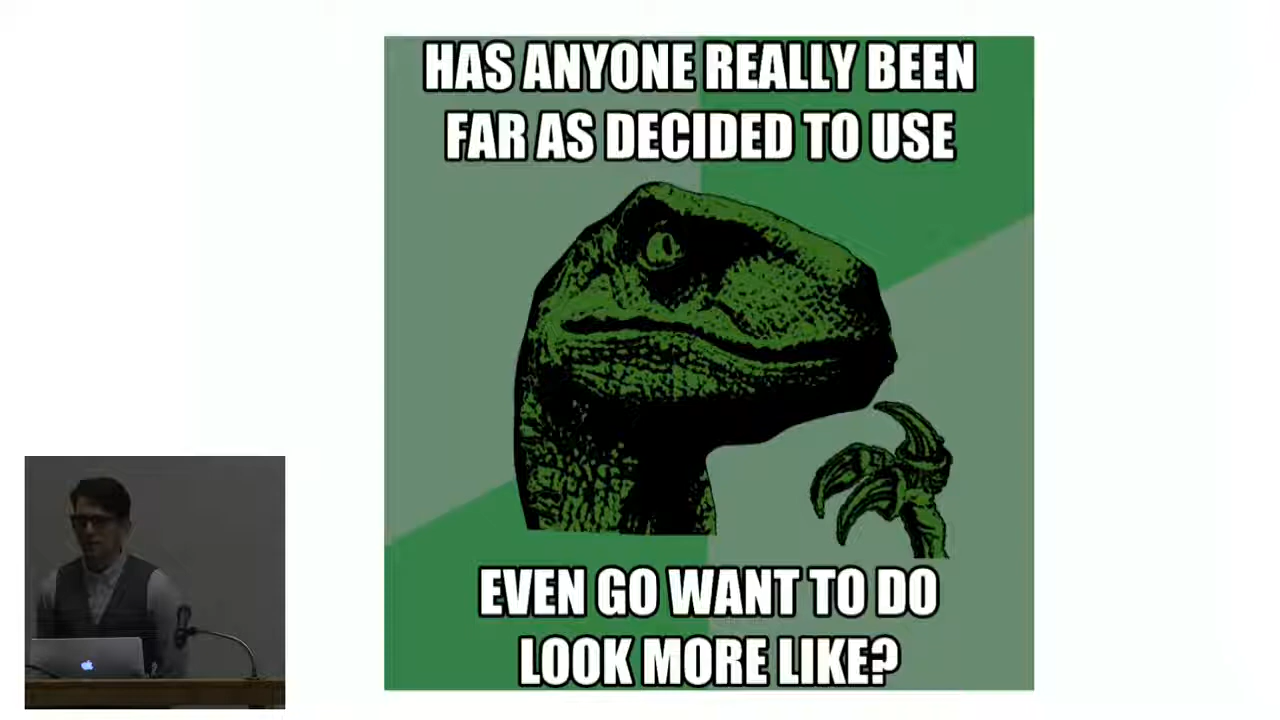 HAS ANYONE REALLY BEEN
FAR AS DECIDED TO USE
EVEN GO WANT TO DO
LOOK MORE LIKE?